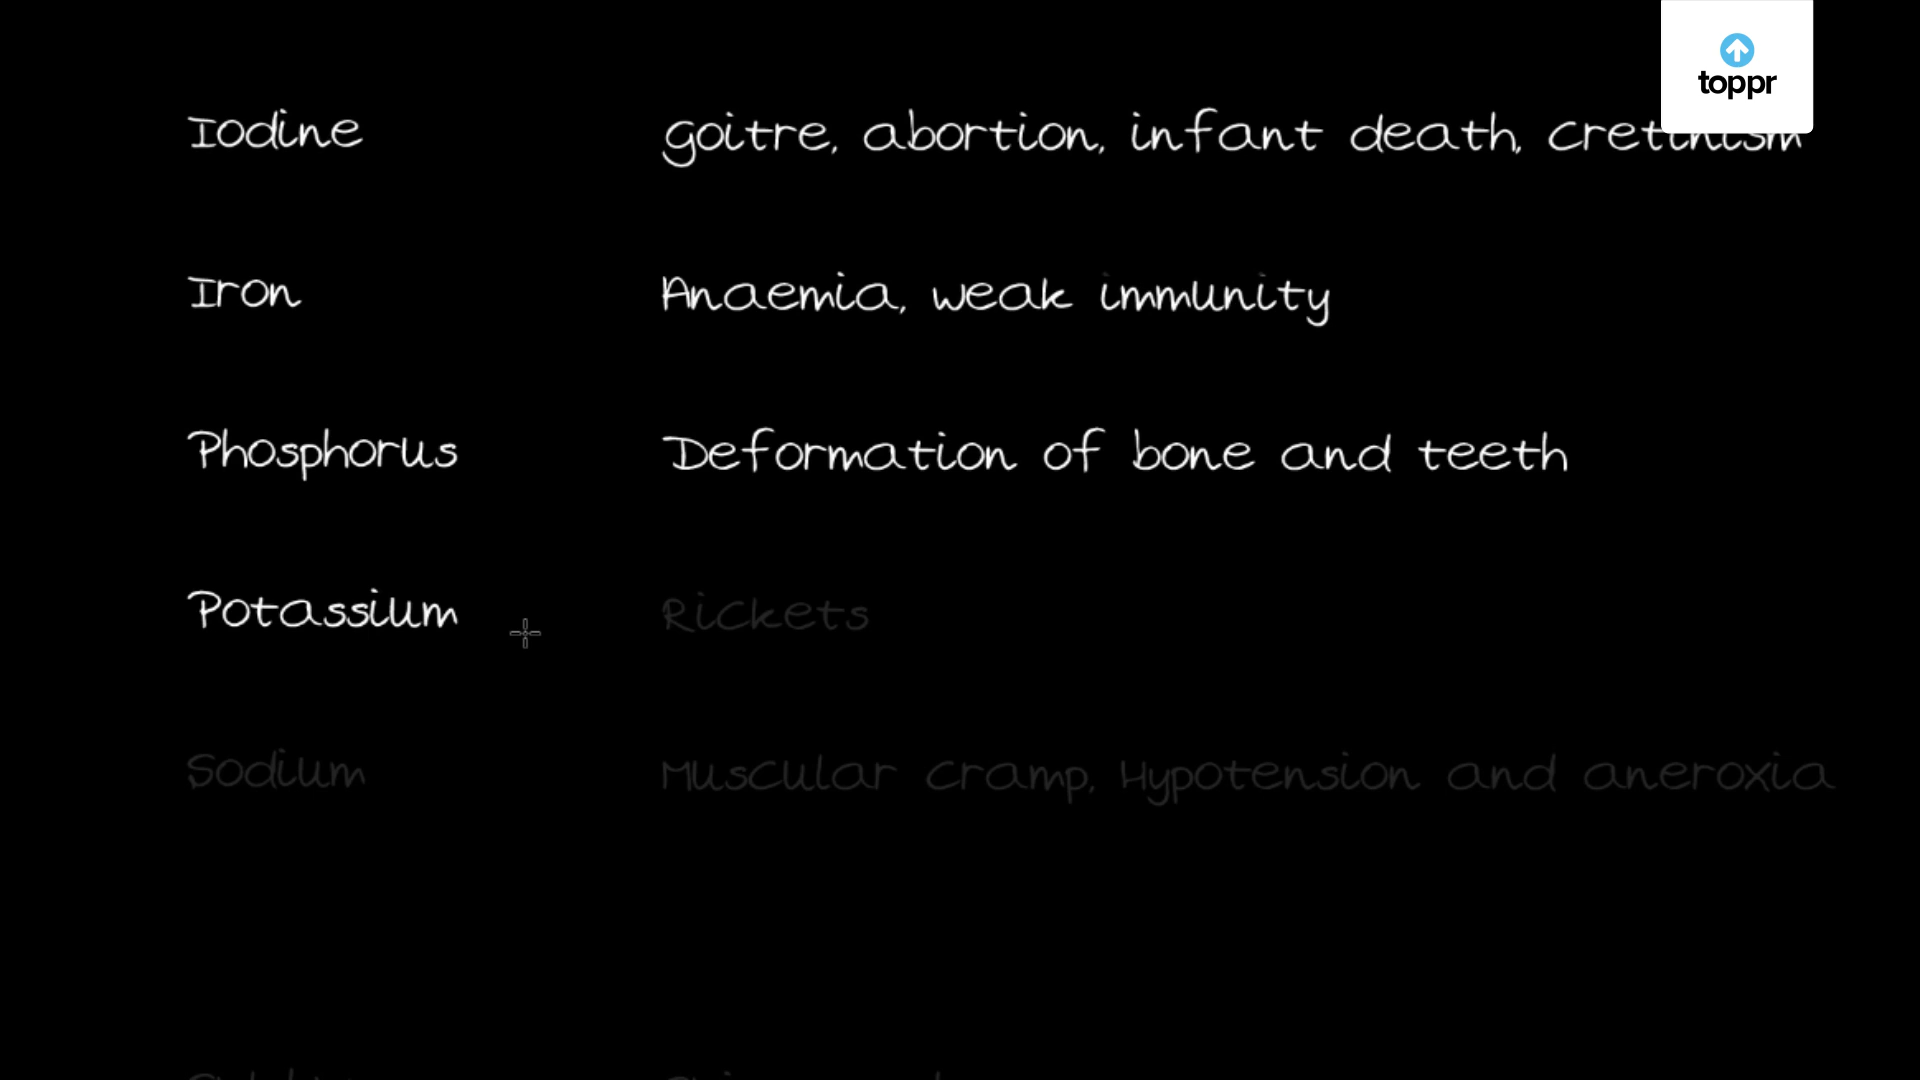 toppr
Iodine goitre, abortion, infant death, cretinism
Iron Anaemia, weak immunity
Phosphorus Deformation of bone and teeth
Potassium Rickets
Sodium Muscular cramp, Hypotension and aneroxia